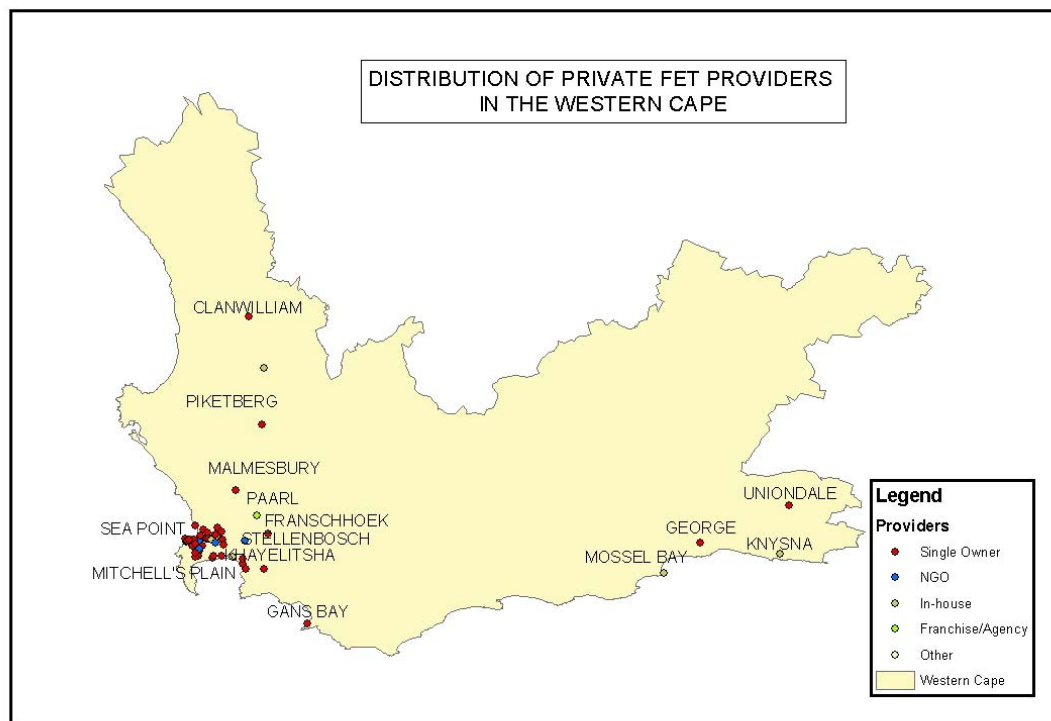 DISTRIBUTION OF PRIVATE FET PROVIDERS
IN THE WESTERN CAPE
CLANWILLIAM
PIKETBERG
MALMESBURY
PAARL
SEA POINT
FRANSCHHOEK
STELLENBOSCH
KHAYELITSHA
MITCHELL'S PLAIN
GANS BAY
UNIONDALE
GEORGE
KNYSNA
MOSSEL BAY
Legend
Providers
Single Owner
NGO
In-house
Franchise/Agency
Other
Western Cape